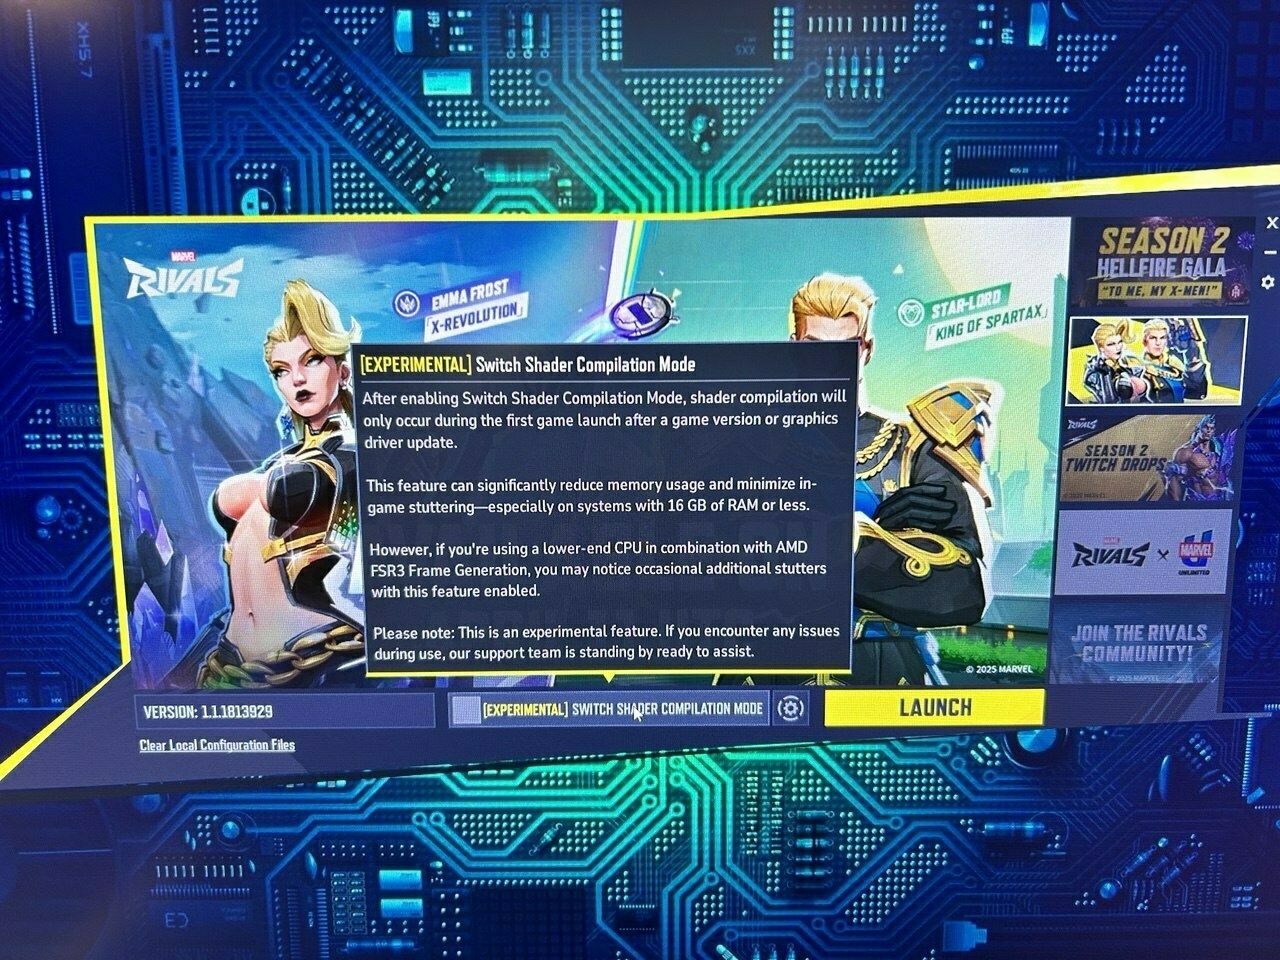 MARVEL
RIVALS
EMMA FROST
X-REVOLUTION
STAR-LORD
KING OF SPARTAX
[EXPERIMENTAL] Switch Shader Compilation Mode
After enabling Switch Shader Compilation Mode, shader compilation will
only occur during the first game launch after a game version or graphics
driver update.
This feature can significantly reduce memory usage and minimize in-
game stuttering—especially on systems with 16 GB of RAM or less.
However, if you're using a lower-end CPU in combination with AMD
FSR3 Frame Generation, you may notice occasional additional stutters
with this feature enabled.
Please note: This is an experimental feature. If you encounter any issues
during use, our support team is standing by ready to assist.
© 2025 MARVEL
VERSION: 1.1.1813929
[EXPERIMENTAL] SWITCH SHADER COMPILATION MODE
LAUNCH
Clear Local Configuration Files
SEASON 2
HELLFIRE GALA
"TO ME, MY X-MEN!"
RIVALS
SEASON 2
TWITCH DROPS
© 2025 MARVEL
RIVALS X MARVEL
UNLIMITED
JOIN THE RIVALS
COMMUNITY!
© 2025 MARVEL
X